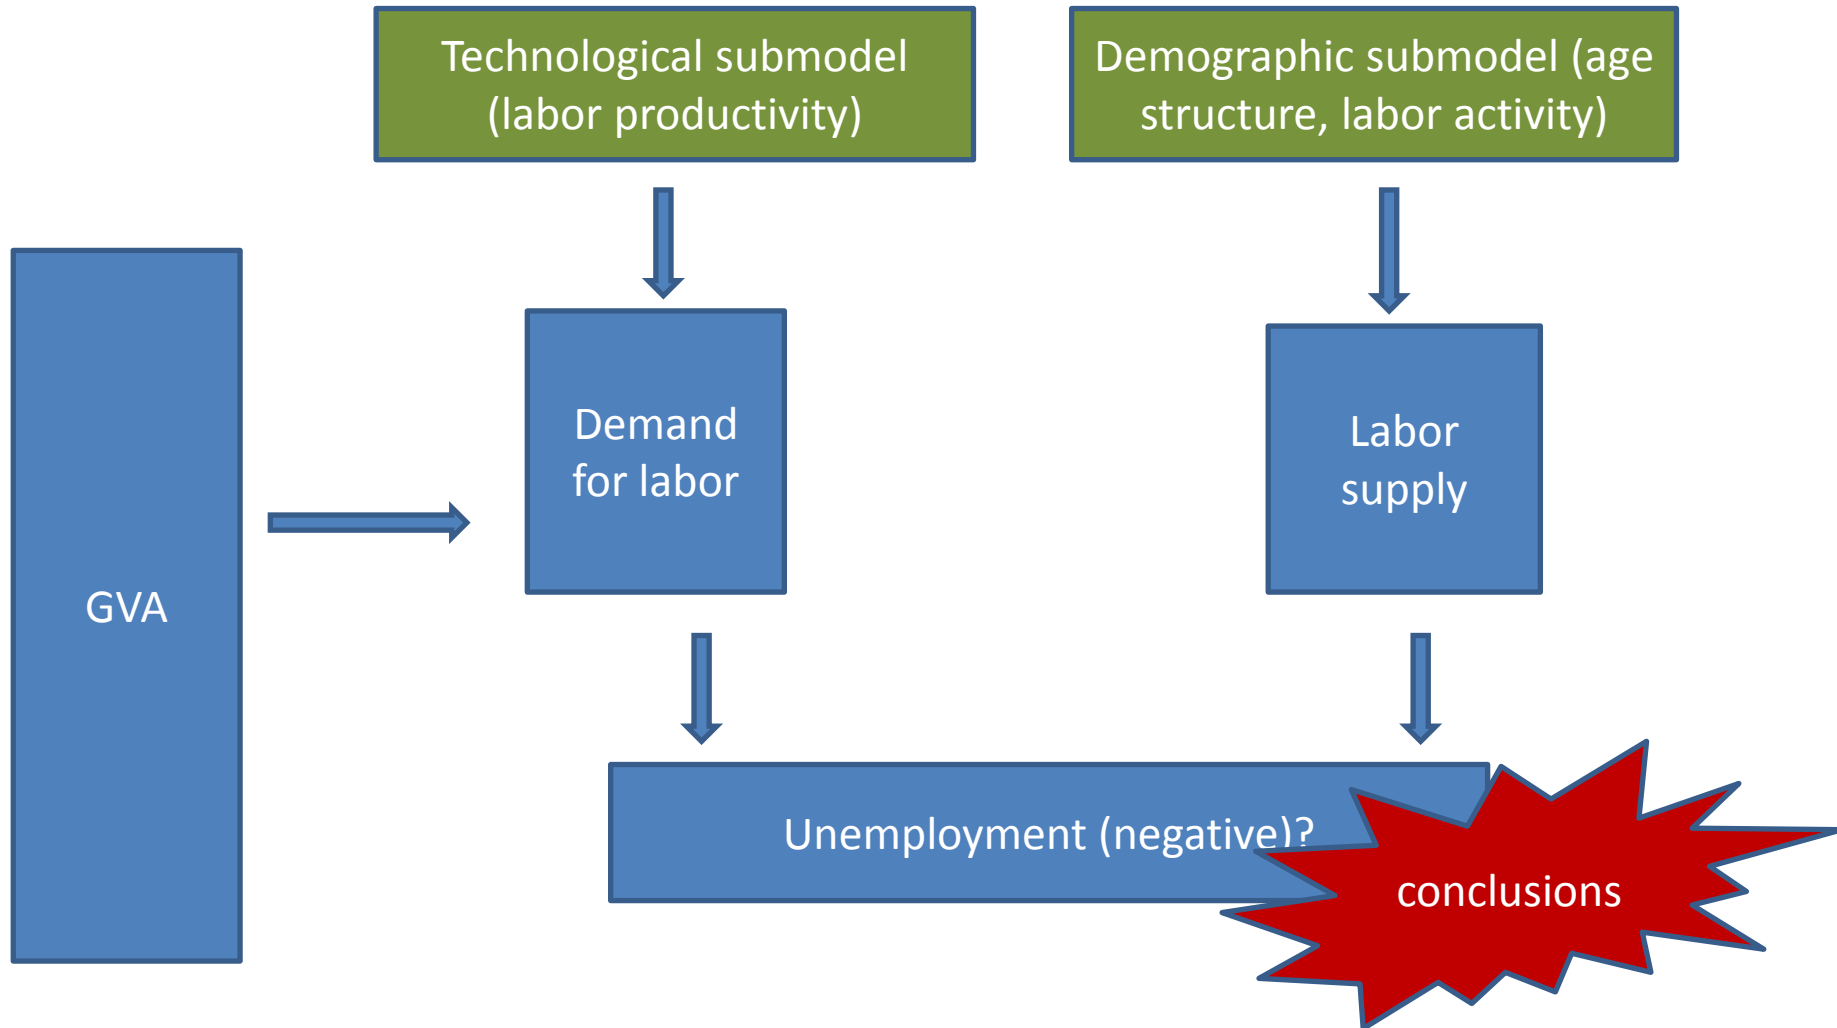 Technological submodel
(labor productivity)
Demographic submodel (age
structure, labor activity)
Demand
for labor
Labor
supply
GVA
Unemployment (negative)?
conclusions